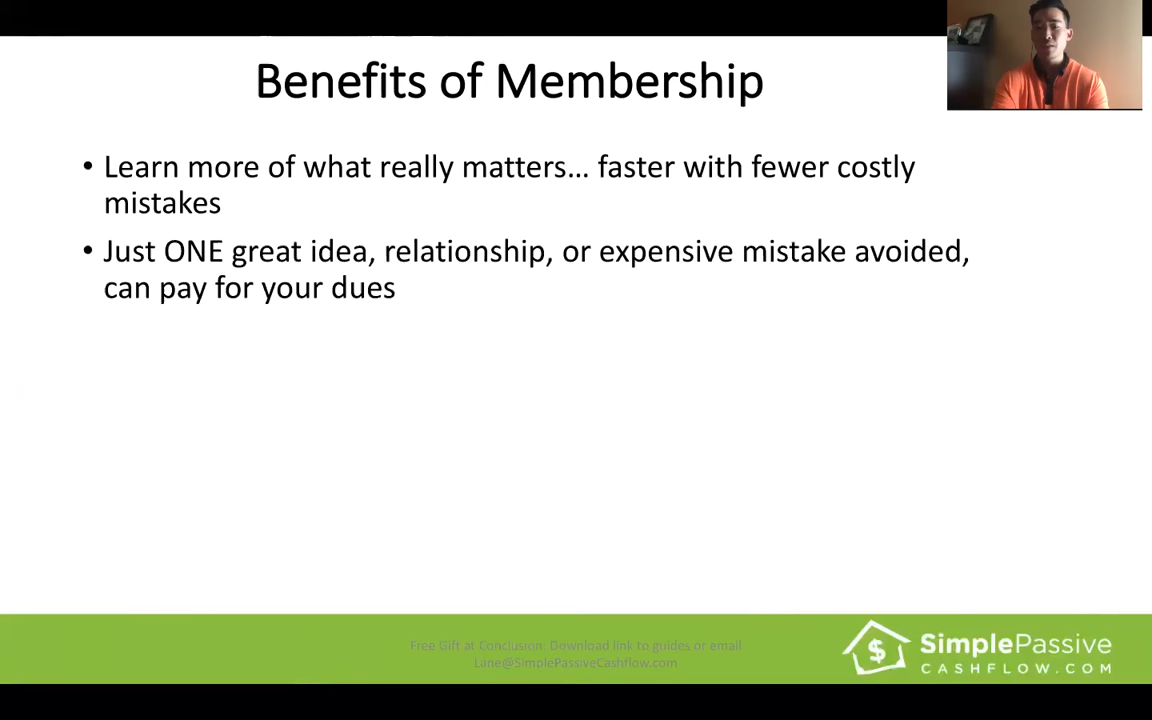 Benefits of Membership
• Learn more of what really matters... faster with fewer costly
mistakes
• Just ONE great idea, relationship, or expensive mistake avoided,
can pay for your dues
Free Gift at Conclusion: Download link to guides or email
Lane@SimplePassiveCashflow.com
$
SimplePassive
CASHFLOW.COM